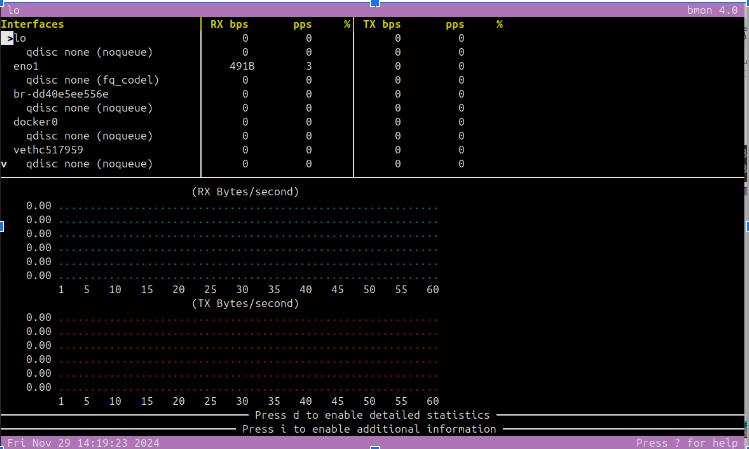 lo bmon 4.0
Interfaces RX bps pps % TX bps pps %
>lo 0 0 0 0
qdisc none (noqueue) 0 0 0 0
eno1 491B 3 0 0
qdisc none (fq_codel) 0 0 0 0
br-dd40e5ee556e 0 0 0 0
qdisc none (noqueue) 0 0 0 0
docker0 0 0 0 0
qdisc none (noqueue) 0 0 0 0
vethc517959 0 0 0 0
v qdisc none (noqueue) 0 0 0 0
(RX Bytes/second)
0.00 ............................................................
0.00 ............................................................
0.00 ............................................................
0.00 ............................................................
0.00 ............................................................
0.00 ............................................................
1 5 10 15 20 25 30 35 40 45 50 55 60
(TX Bytes/second)
0.00 ............................................................
0.00 ............................................................
0.00 ............................................................
0.00 ............................................................
0.00 ............................................................
0.00 ............................................................
1 5 10 15 20 25 30 35 40 45 50 55 60
Press d to enable detailed statistics
Press i to enable additional information
Fri Nov 29 14:19:23 2024 Press ? for help